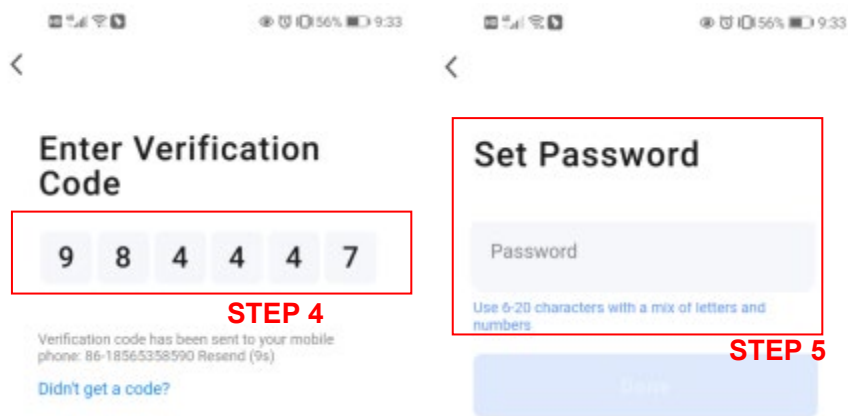 56% 9:33
Enter Verification
Code
9 8 4 4 4 7
STEP 4
Verification code has been sent to your mobile
phone: 86-18565358590 Resend (9s)
Didn't get a code?
56% 9:33
Set Password
Password
Use 6-20 characters with a mix of letters and
numbers
STEP 5
Done